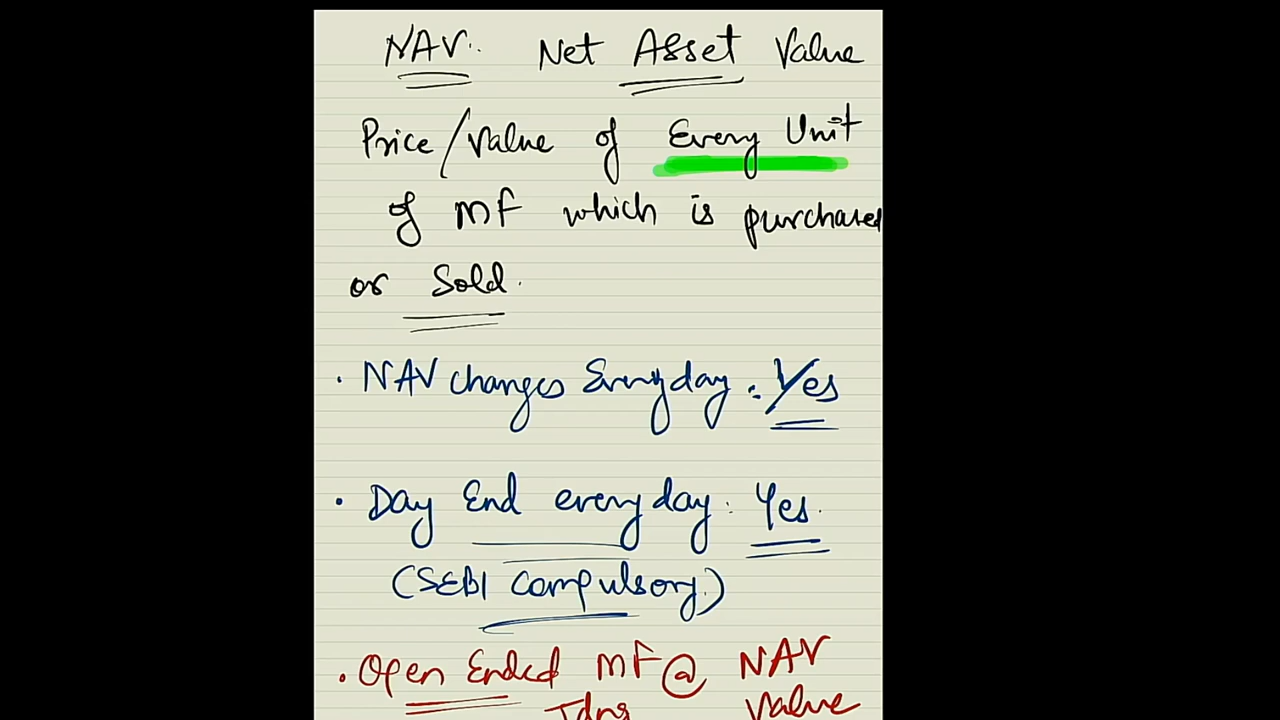 NAV. Net Asset Value
Price/Value of Every Unit
of MF which is purchased
or Sold.
• NAV changes Everyday: Yes
• Day End everyday: Yes.
(SEBI Compulsory.)
• Open Ended MF @ NAV
Tdng Value